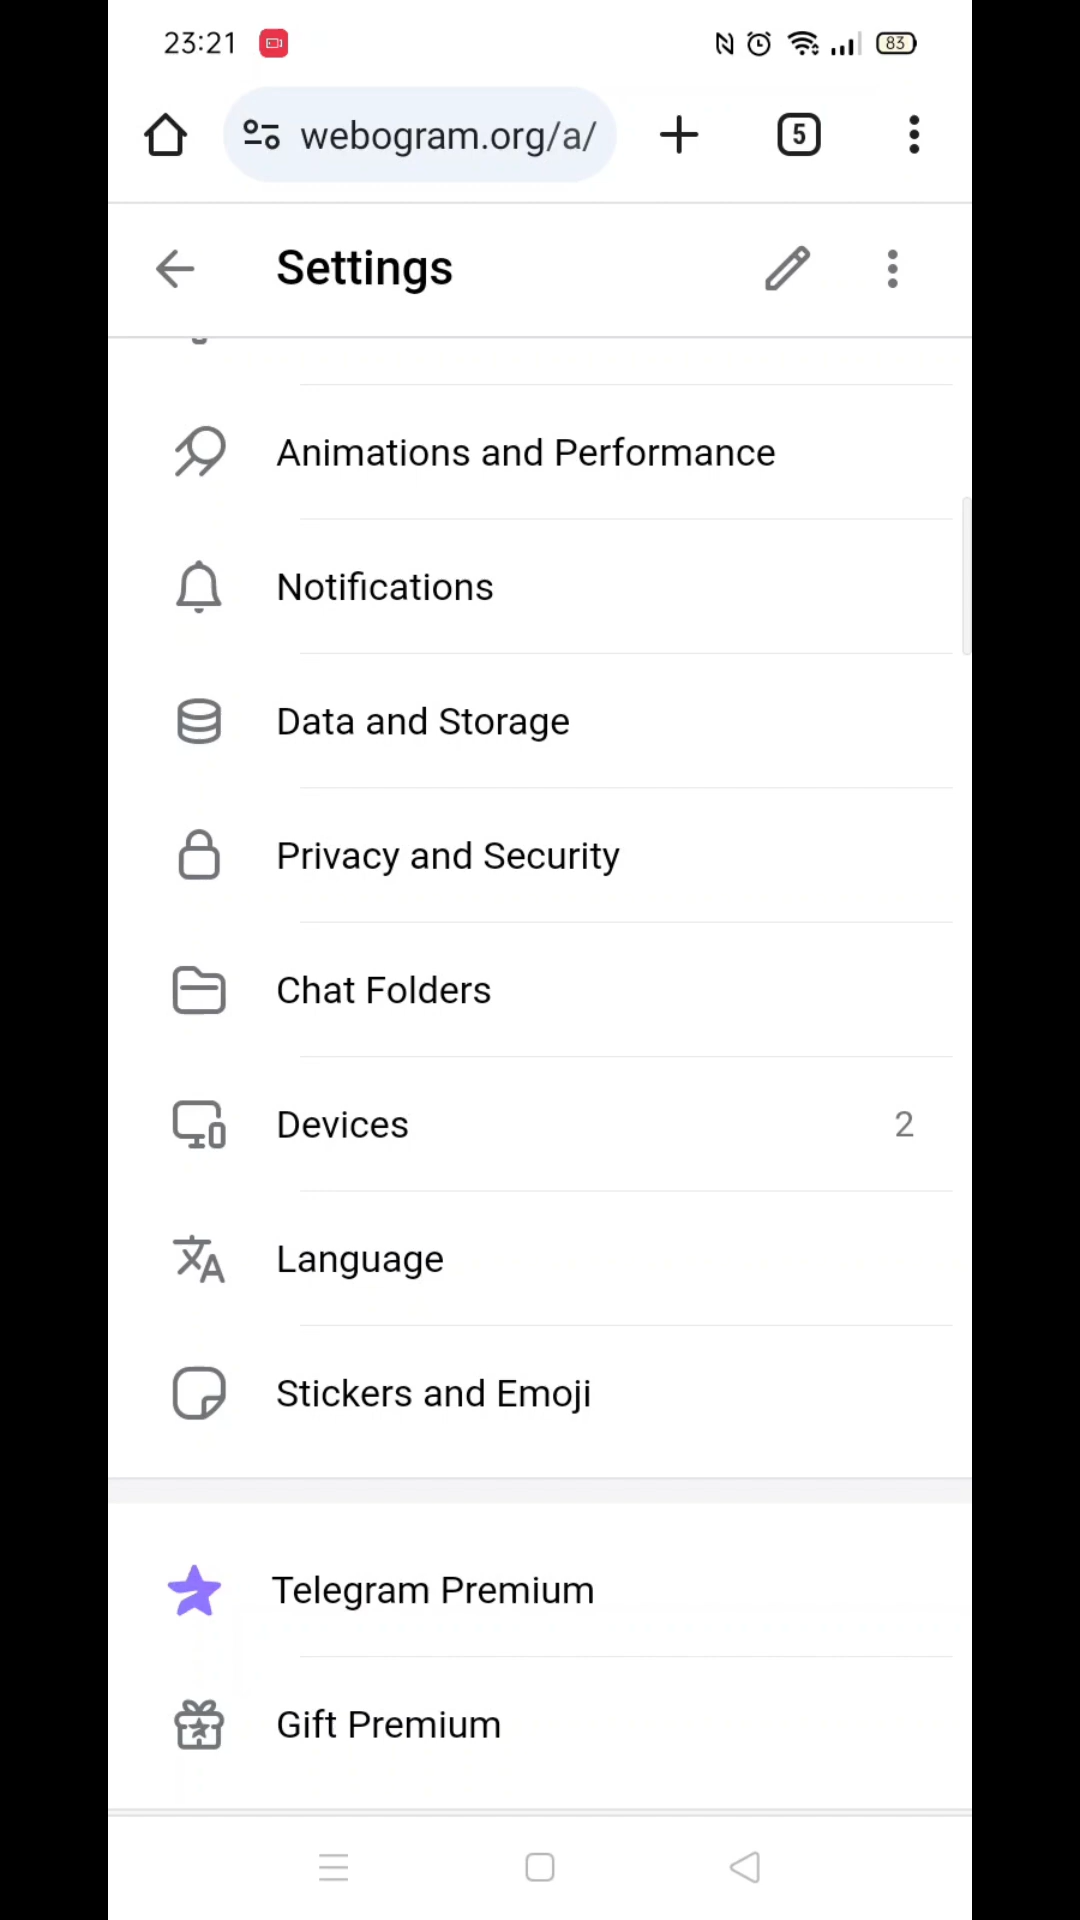 23:21
83
webogram.org/a/
5
Settings
Animations and Performance
Notifications
Data and Storage
Privacy and Security
Chat Folders
Devices
2
Language
Stickers and Emoji
Telegram Premium
Gift Premium